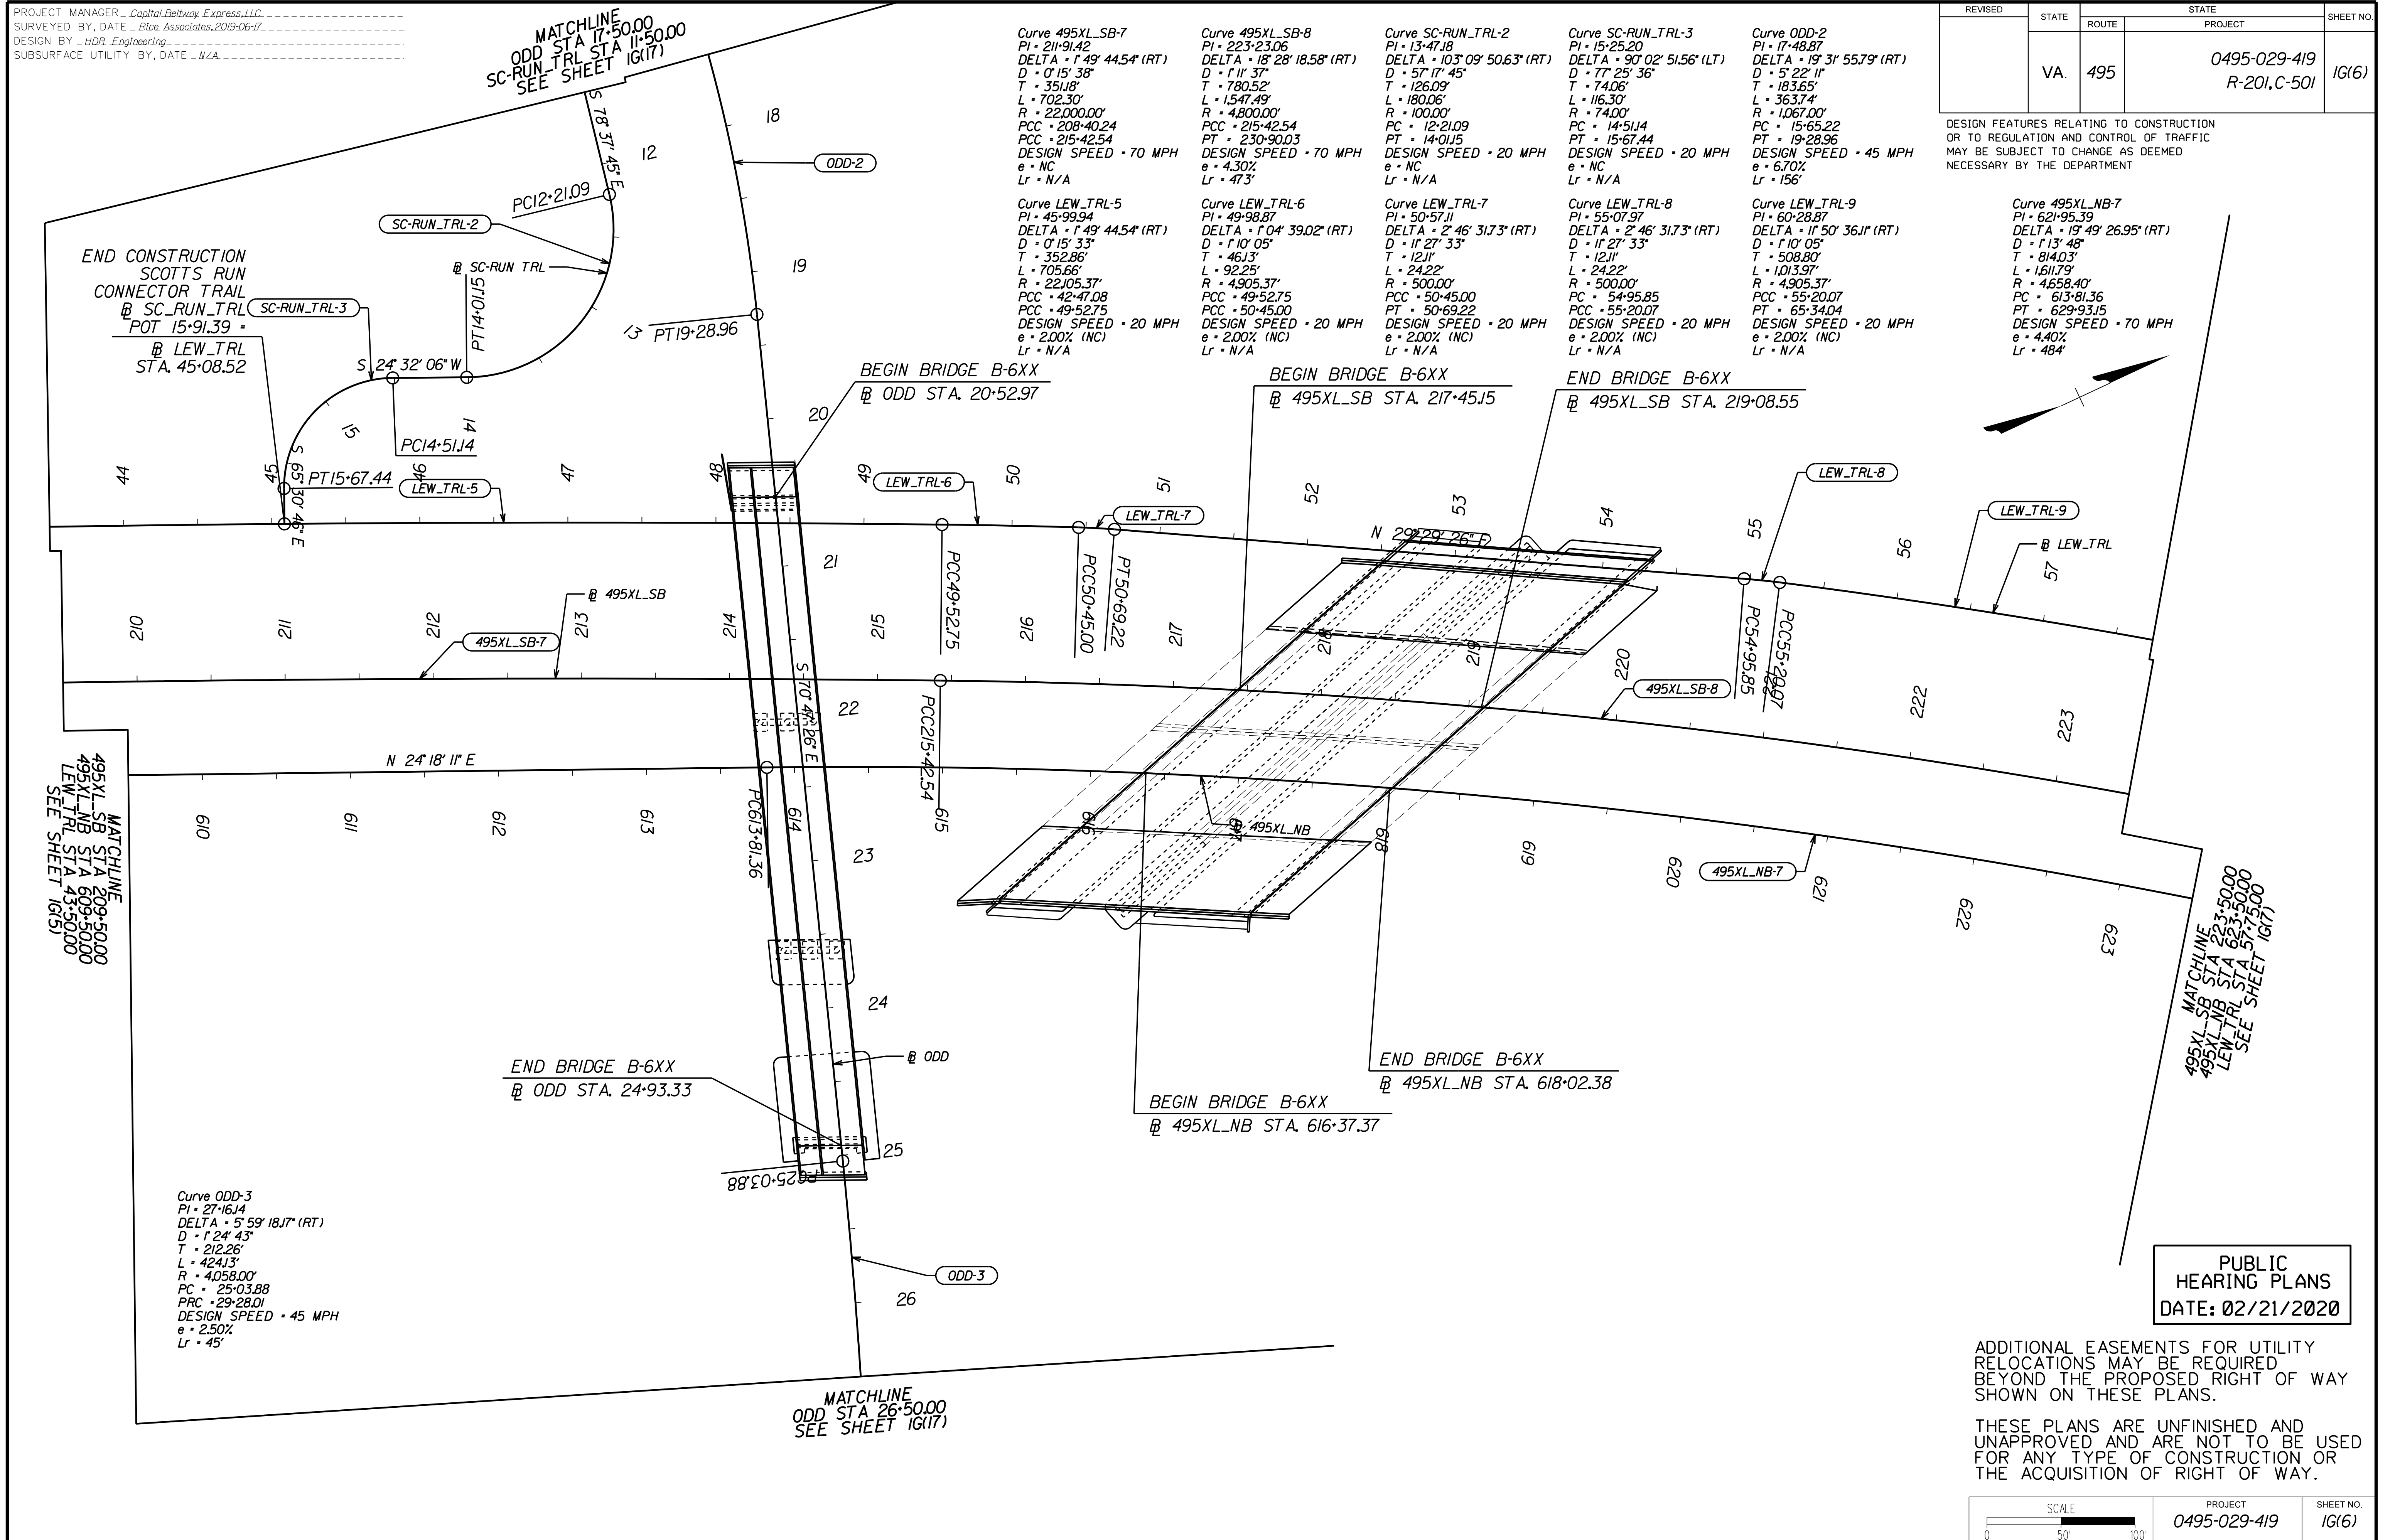 PROJECT MANAGER Capital Beltway Express, LLC
SURVEYED BY, DATE Rice Associates, 2019-06-17
DESIGN BY HDR Engineering
SUBSURFACE UTILITY BY, DATE N/A
MATCHLINE
ODD STA 17+50.00
SC-RUN_TRL STA 11+50.00
SEE SHEET 1G(17)
REVISED
STATE
STATE
ROUTE
PROJECT
SHEET NO.
VA.
495
0495-029-419
R-201, C-501
1G(6)
DESIGN FEATURES RELATING TO CONSTRUCTION
OR TO REGULATION AND CONTROL OF TRAFFIC
MAY BE SUBJECT TO CHANGE AS DEEMED
NECESSARY BY THE DEPARTMENT
Curve 495XL_SB-7
PI = 211+91.42
DELTA = 1° 49' 44.54" (RT)
D = 0° 15' 38"
T = 351.18'
L = 702.30'
R = 22,000.00'
PCC = 208+40.24
PCC = 215+42.54
DESIGN SPEED = 70 MPH
e = NC
Lr = N/A
Curve 495XL_SB-8
PI = 223+23.06
DELTA = 18° 28' 18.58" (RT)
D = 1° 11' 37"
T = 780.52'
L = 1,547.49'
R = 4,800.00'
PCC = 215+42.54
PT = 230+90.03
DESIGN SPEED = 70 MPH
e = 4.30%
Lr = 473'
Curve SC-RUN_TRL-2
PI = 13+47.18
DELTA = 103° 09' 50.63" (RT)
D = 57° 17' 45"
T = 126.09'
L = 180.06'
R = 100.00'
PC = 12+21.09
PT = 14+01.15
DESIGN SPEED = 20 MPH
e = NC
Lr = N/A
Curve SC-RUN_TRL-3
PI = 15+25.20
DELTA = 90° 02' 51.56" (LT)
D = 77° 25' 36"
T = 74.06'
L = 116.30'
R = 74.00'
PC = 14+51.14
PT = 15+67.44
DESIGN SPEED = 20 MPH
e = NC
Lr = N/A
Curve ODD-2
PI = 17+48.87
DELTA = 19° 31' 55.79" (RT)
D = 5° 22' 11"
T = 183.65'
L = 363.74'
R = 1,067.00'
PC = 15+65.22
PT = 19+28.96
DESIGN SPEED = 45 MPH
e = 6.70%
Lr = 156'
Curve LEW_TRL-5
PI = 45+99.94
DELTA = 1° 49' 44.54" (RT)
D = 0° 15' 33"
T = 352.86'
L = 705.66'
R = 22,105.37'
PCC = 42+47.08
PCC = 49+52.75
DESIGN SPEED = 20 MPH
e = 2.00% (NC)
Lr = N/A
Curve LEW_TRL-6
PI = 49+98.87
DELTA = 1° 04' 39.02" (RT)
D = 1° 10' 05"
T = 46.13'
L = 92.25'
R = 4,905.37'
PCC = 49+52.75
PCC = 50+45.00
DESIGN SPEED = 20 MPH
e = 2.00% (NC)
Lr = N/A
Curve LEW_TRL-7
PI = 50+57.11
DELTA = 2° 46' 31.73" (RT)
D = 11° 27' 33"
T = 12.11'
L = 24.22'
R = 500.00'
PCC = 50+45.00
PT = 50+69.22
DESIGN SPEED = 20 MPH
e = 2.00% (NC)
Lr = N/A
Curve LEW_TRL-8
PI = 55+07.97
DELTA = 2° 46' 31.73" (RT)
D = 11° 27' 33"
T = 12.11'
L = 24.22'
R = 500.00'
PC = 54+95.85
PCC = 55+20.07
DESIGN SPEED = 20 MPH
e = 2.00% (NC)
Lr = N/A
Curve LEW_TRL-9
PI = 60+28.87
DELTA = 11° 50' 36.11" (RT)
D = 1° 10' 05"
T = 508.80'
L = 1,013.97'
R = 4,905.37'
PCC = 55+20.07
PT = 65+34.04
DESIGN SPEED = 20 MPH
e = 2.00% (NC)
Lr = N/A
Curve 495XL_NB-7
PI = 621+95.39
DELTA = 19° 49' 26.95" (RT)
D = 1° 13' 48"
T = 814.03'
L = 1,611.79'
R = 4,658.40'
PC = 613+81.36
PT = 629+93.15
DESIGN SPEED = 70 MPH
e = 4.40%
Lr = 484'
S 78° 37' 45" E
12
18
ODD-2
PC12+21.09
SC-RUN_TRL-2
BL SC-RUN TRL
19
13
PT19+28.96
END CONSTRUCTION
SCOTTS RUN
CONNECTOR TRAIL
BL SC_RUN_TRL
POT 15+91.39 =
BL LEW_TRL
STA. 45+08.52
SC-RUN_TRL-3
PT14+01.15
S 24° 32' 06" W
14
PC14+51.14
15
S 65° 30' 46" E
PT15+67.44
LEW_TRL-5
20
BEGIN BRIDGE B-6XX
BL ODD STA. 20+52.97
BEGIN BRIDGE B-6XX
BL 495XL_SB STA. 217+45.15
END BRIDGE B-6XX
BL 495XL_SB STA. 219+08.55
44
45
46
47
48
49
50
51
52
53
54
55
56
57
LEW_TRL-6
LEW_TRL-7
LEW_TRL-8
LEW_TRL-9
BL LEW_TRL
N 29° 29' 26" E
PCC49+52.75
PCC50+45.00
PT50+69.22
PC54+95.85
PCC55+20.07
21
BL 495XL_SB
495XL_SB-7
210
211
212
213
214
215
216
217
218
219
220
222
223
495XL_SB-8
S 70° 47' 26" E
22
PCC215+42.54
N 24° 18' 11" E
PC613+81.36
610
611
612
613
614
615
616
617
618
619
620
621
622
623
BL 495XL_NB
495XL_NB-7
23
24
MATCHLINE
495XL_SB STA 209+50.00
495XL_NB STA 609+50.00
LEW_TRL STA 43+50.00
SEE SHEET 1G(5)
MATCHLINE
495XL_SB STA 223+50.00
495XL_NB STA 623+50.00
LEW_TRL STA 57+75.00
SEE SHEET 1G(7)
BL ODD
END BRIDGE B-6XX
BL ODD STA. 24+93.33
END BRIDGE B-6XX
BL 495XL_NB STA. 618+02.38
BEGIN BRIDGE B-6XX
BL 495XL_NB STA. 616+37.37
25
PC25+03.88
ODD-3
26
Curve ODD-3
PI = 27+16.14
DELTA = 5° 59' 18.17" (RT)
D = 1° 24' 43"
T = 212.26'
L = 424.13'
R = 4,058.00'
PC = 25+03.88
PRC = 29+28.01
DESIGN SPEED = 45 MPH
e = 2.50%
Lr = 45'
MATCHLINE
ODD STA 26+50.00
SEE SHEET 1G(17)
PUBLIC
HEARING PLANS
DATE: 02/21/2020
ADDITIONAL EASEMENTS FOR UTILITY
RELOCATIONS MAY BE REQUIRED
BEYOND THE PROPOSED RIGHT OF WAY
SHOWN ON THESE PLANS.
THESE PLANS ARE UNFINISHED AND
UNAPPROVED AND ARE NOT TO BE USED
FOR ANY TYPE OF CONSTRUCTION OR
THE ACQUISITION OF RIGHT OF WAY.
SCALE
0 50' 100'
PROJECT
0495-029-419
SHEET NO.
1G(6)